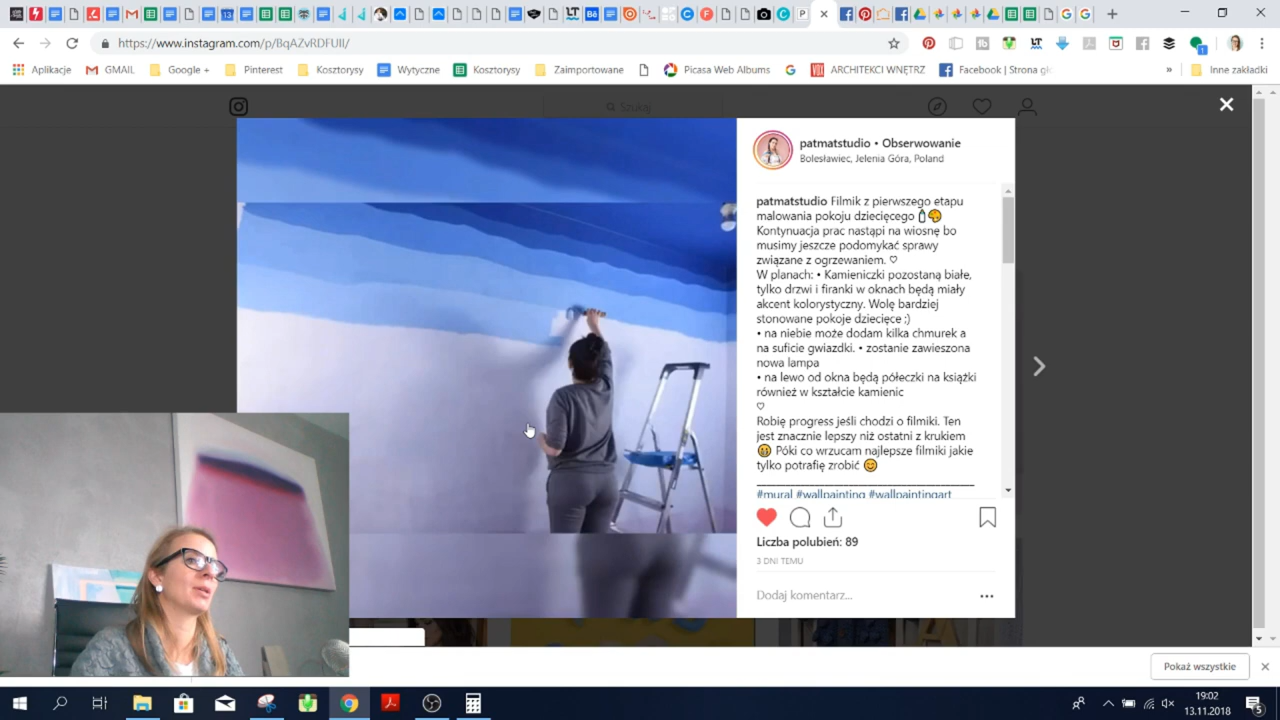 https://www.instagram.com/p/BqAZvRDFUIl/
Aplikacje
GMAIL
Google +
Pinterest
Kosztorysy
Wytyczne
Kosztorysy
Zaimportowane
Picasa Web Albums
ARCHITEKCI WNĘTRZ
Facebook | Strona gł
»
Inne zakładki
Szukaj
patmatstudio • Obserwowanie
Bolesławiec, Jelenia Góra, Poland
patmatstudio Filmik z pierwszego etapu
malowania pokoju dziecięcego
Kontynuacja prac nastąpi na wiosnę bo
musimy jeszcze podomykać sprawy
związane z ogrzewaniem. ♡
W planach: • Kamieniczki pozostaną białe,
tylko drzwi i firanki w oknach będą miały
akcent kolorystyczny. Wolę bardziej
stonowane pokoje dziecięce ;)
• na niebie może dodam kilka chmurek a
na suficie gwiazdki. • zostanie zawieszona
nowa lampa
• na lewo od okna będą półeczki na książki
również w kształcie kamienic
♡
Robię progress jeśli chodzi o filmiki. Ten
jest znacznie lepszy niż ostatni z krukiem
Póki co wrzucam najlepsze filmiki jakie
tylko potrafię zrobić
#mural #wallpainting #wallpaintingart
Liczba polubień: 89
3 DNI TEMU
Dodaj komentarz...
Pokaż wszystkie
19:02
13.11.2018
5